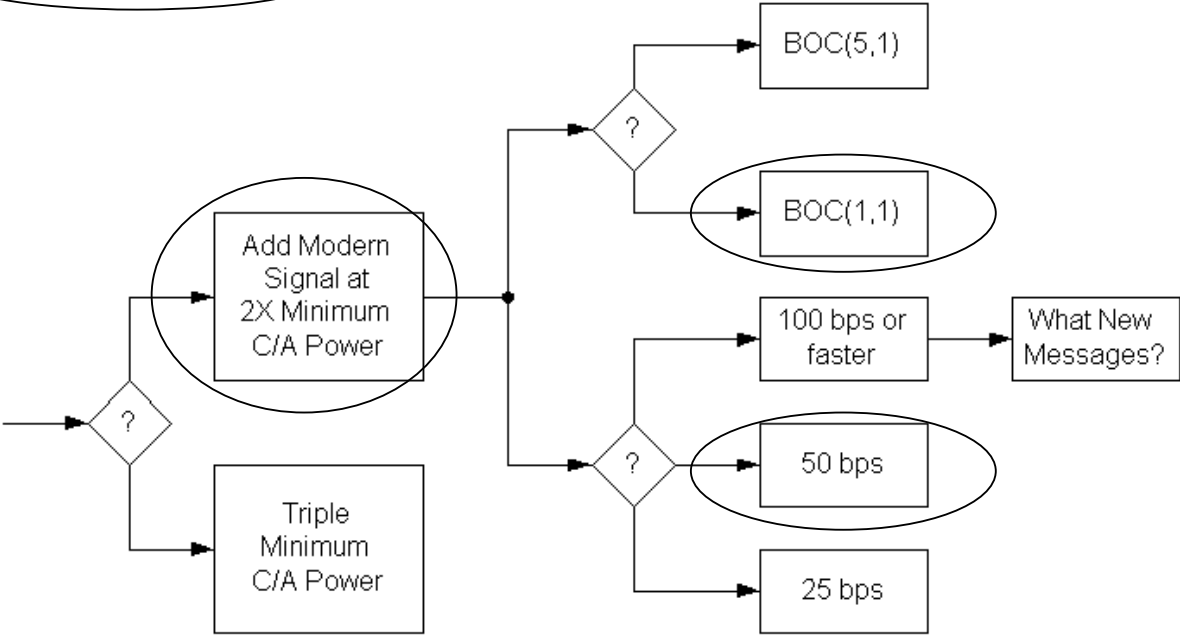 BOC(5,1)
?
BOC(1,1)
Add Modern
Signal at
2X Minimum
C/A Power
100 bps or
faster
What New
Messages?
?
?
50 bps
Triple
Minimum
C/A Power
25 bps